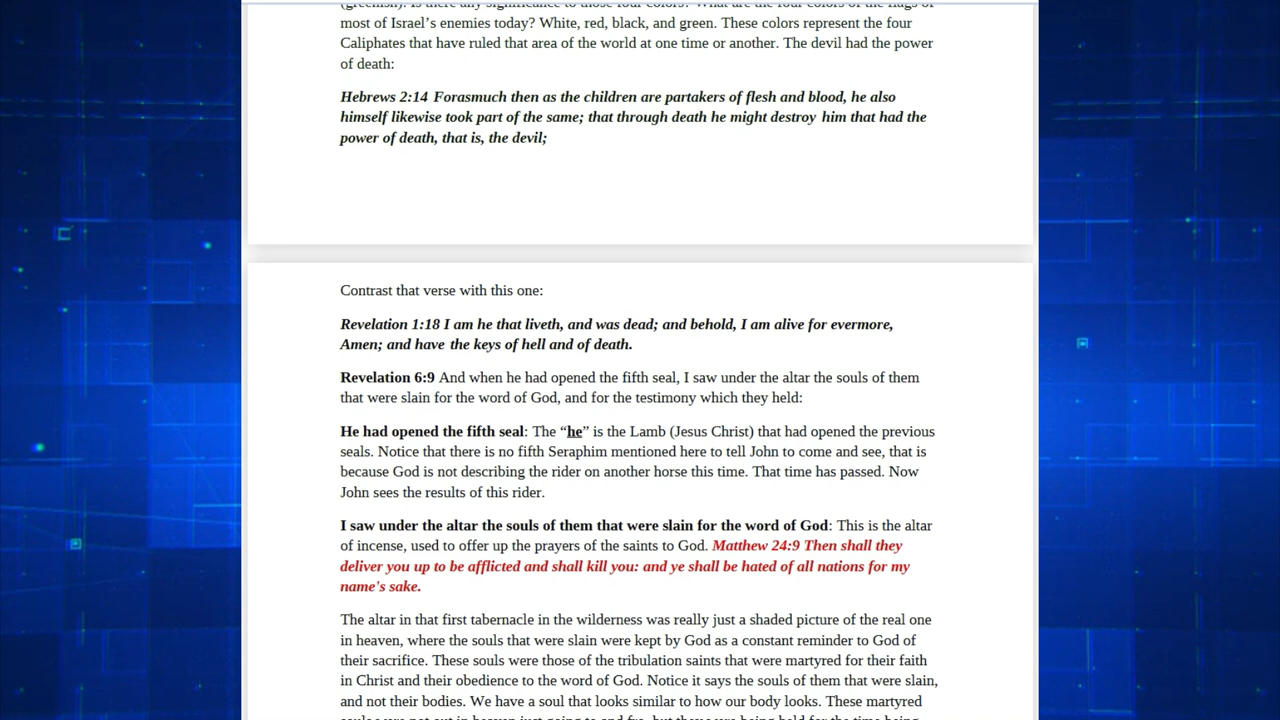 (greenish). Is there any significance to those four colors? What are the four colors of the flags of
most of Israel’s enemies today? White, red, black, and green. These colors represent the four
Caliphates that have ruled that area of the world at one time or another. The devil had the power
of death:
Hebrews 2:14 Forasmuch then as the children are partakers of flesh and blood, he also
himself likewise took part of the same; that through death he might destroy him that had the
power of death, that is, the devil;
Contrast that verse with this one:
Revelation 1:18 I am he that liveth, and was dead; and behold, I am alive for evermore,
Amen; and have the keys of hell and of death.
Revelation 6:9 And when he had opened the fifth seal, I saw under the altar the souls of them
that were slain for the word of God, and for the testimony which they held:
He had opened the fifth seal: The “he” is the Lamb (Jesus Christ) that had opened the previous
seals. Notice that there is no fifth Seraphim mentioned here to tell John to come and see, that is
because God is not describing the rider on another horse this time. That time has passed. Now
John sees the results of this rider.
I saw under the altar the souls of them that were slain for the word of God: This is the altar
of incense, used to offer up the prayers of the saints to God. Matthew 24:9 Then shall they
deliver you up to be afflicted and shall kill you: and ye shall be hated of all nations for my
name's sake.
The altar in that first tabernacle in the wilderness was really just a shaded picture of the real one
in heaven, where the souls that were slain were kept by God as a constant reminder to God of
their sacrifice. These souls were those of the tribulation saints that were martyred for their faith
in Christ and their obedience to the word of God. Notice it says the souls of them that were slain,
and not their bodies. We have a soul that looks similar to how our body looks. These martyred